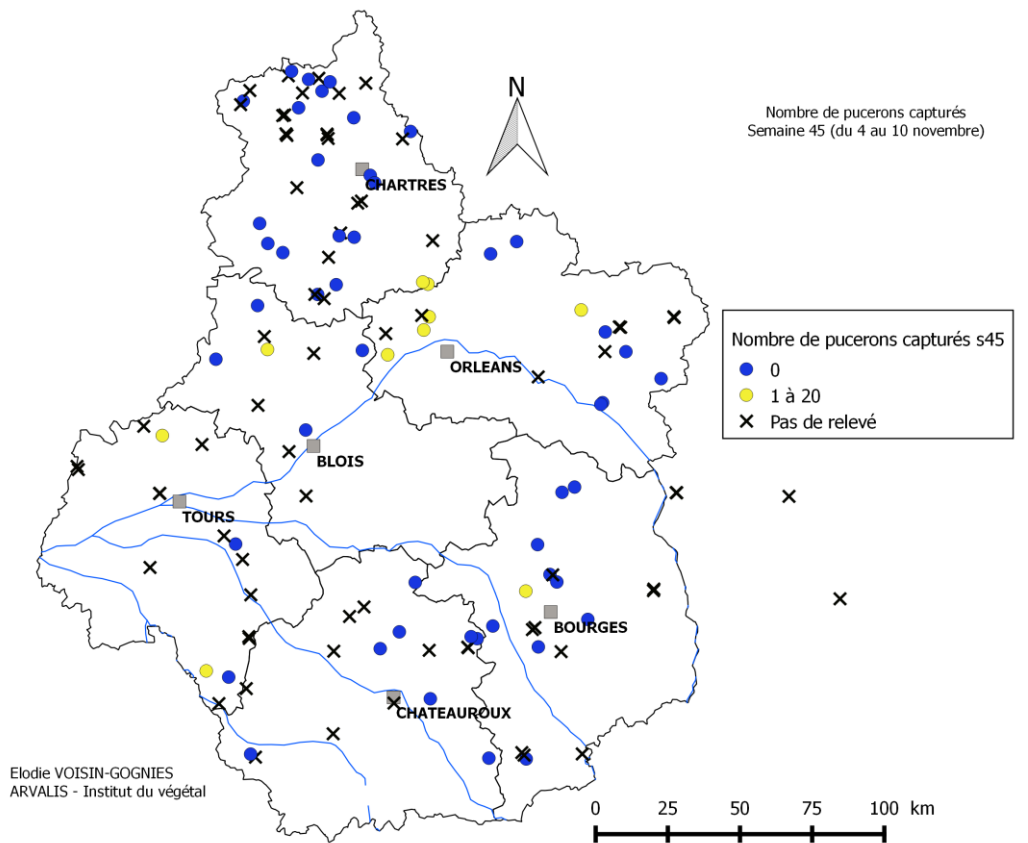 N
Nombre de pucerons capturés
Semaine 45 (du 4 au 10 novembre)
CHARTRES
Nombre de pucerons capturés s45
0
1 à 20
Pas de relevé
ORLEANS
BLOIS
TOURS
BOURGES
CHATEAUROUX
Elodie VOISIN-GOGNIES
ARVALIS - Institut du végétal
0 25 50 75 100 km